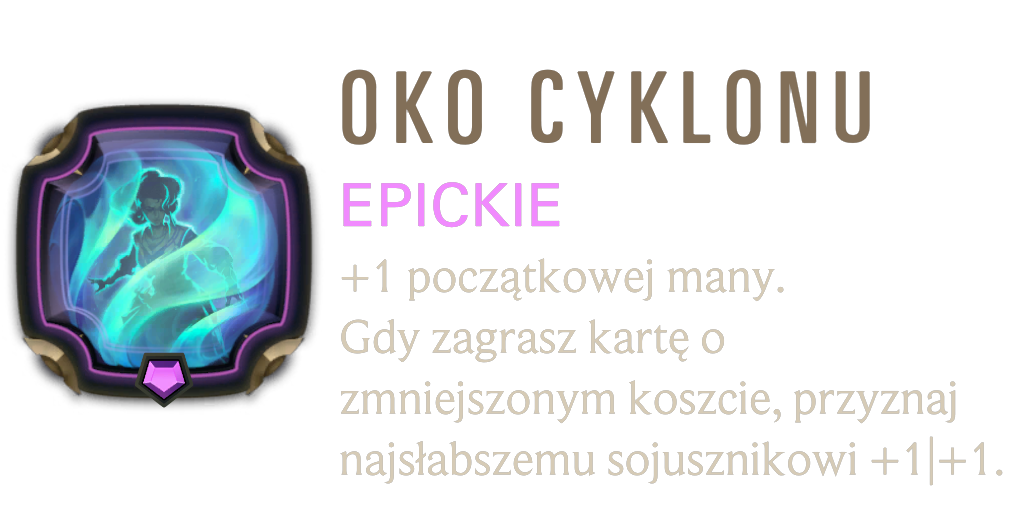 OKO CYKLONU
EPICKIE
+1 początkowej many.
Gdy zagrasz kartę o
zmniejszonym koszcie, przyznaj
najsłabszemu sojusznikowi +1|+1.